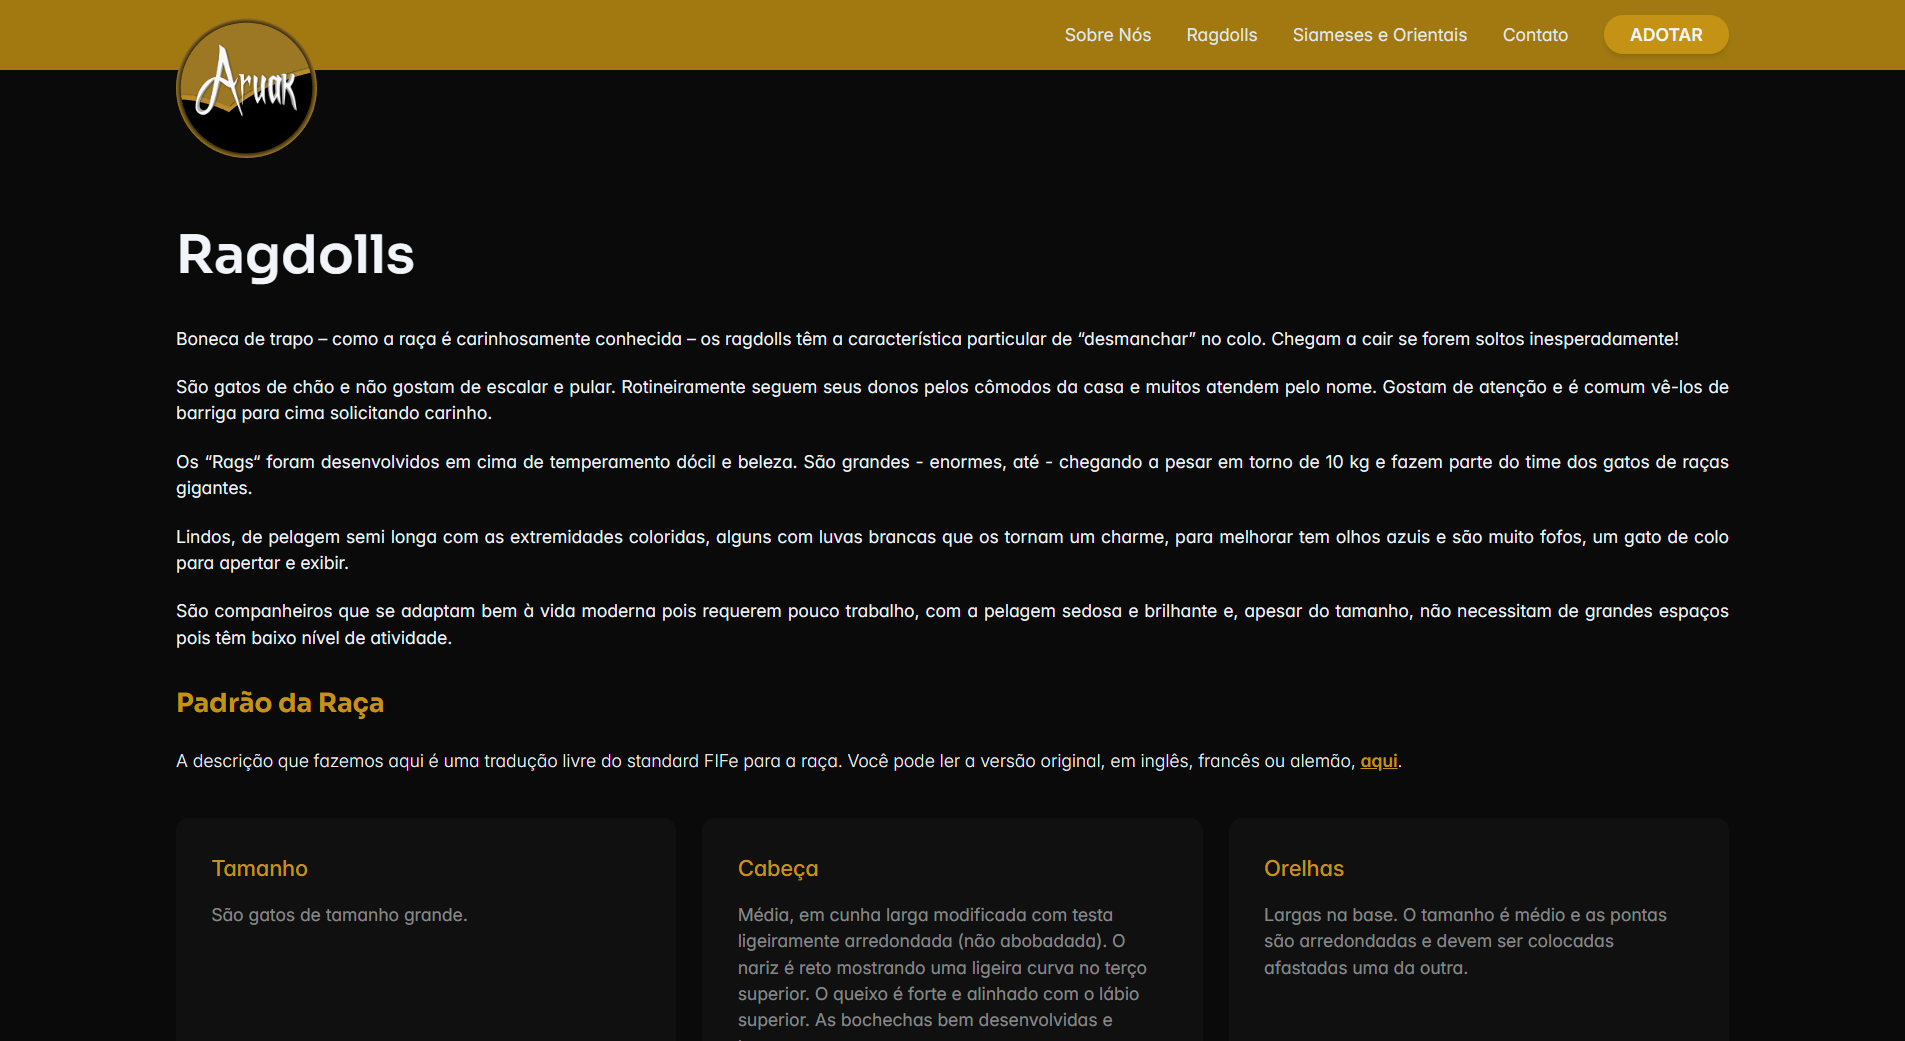 Aruak
Sobre Nós
Ragdolls
Siameses e Orientais
Contato
ADOTAR
Ragdolls
Boneca de trapo – como a raça é carinhosamente conhecida – os ragdolls têm a característica particular de “desmanchar” no colo. Chegam a cair se forem soltos inesperadamente!
São gatos de chão e não gostam de escalar e pular. Rotineiramente seguem seus donos pelos cômodos da casa e muitos atendem pelo nome. Gostam de atenção e é comum vê-los de
barriga para cima solicitando carinho.
Os “Rags“ foram desenvolvidos em cima de temperamento dócil e beleza. São grandes - enormes, até - chegando a pesar em torno de 10 kg e fazem parte do time dos gatos de raças
gigantes.
Lindos, de pelagem semi longa com as extremidades coloridas, alguns com luvas brancas que os tornam um charme, para melhorar tem olhos azuis e são muito fofos, um gato de colo
para apertar e exibir.
São companheiros que se adaptam bem à vida moderna pois requerem pouco trabalho, com a pelagem sedosa e brilhante e, apesar do tamanho, não necessitam de grandes espaços
pois têm baixo nível de atividade.
Padrão da Raça
A descrição que fazemos aqui é uma tradução livre do standard FIFe para a raça. Você pode ler a versão original, em inglês, francês ou alemão, aqui.
Tamanho
São gatos de tamanho grande.
Cabeça
Média, em cunha larga modificada com testa
ligeiramente arredondada (não abobadada). O
nariz é reto mostrando uma ligeira curva no terço
superior. O queixo é forte e alinhado com o lábio
superior. As bochechas bem desenvolvidas e
Orelhas
Largas na base. O tamanho é médio e as pontas
são arredondadas e devem ser colocadas
afastadas uma da outra.